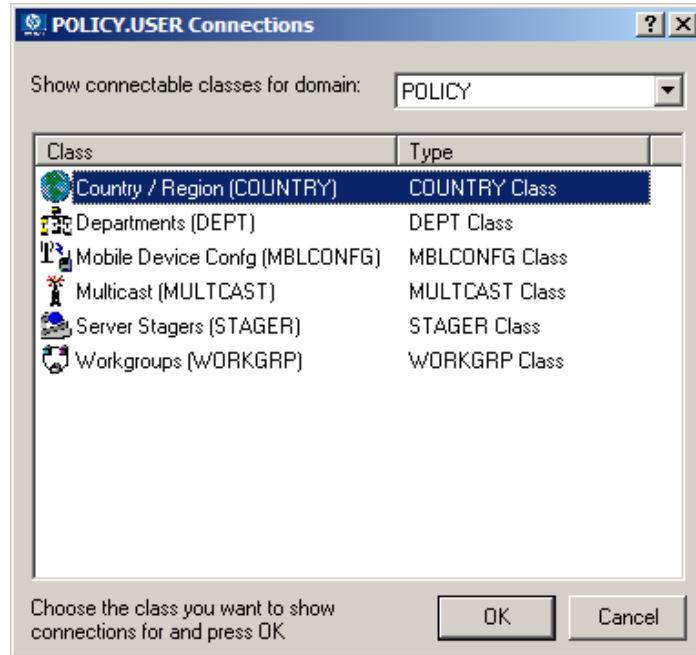 POLICY.USER Connections
Show connectable classes for domain: POLICY
Class Type
Country / Region (COUNTRY) COUNTRY Class
Departments (DEPT) DEPT Class
Mobile Device Confg (MBLCONFG) MBLCONFG Class
Multicast (MULTCAST) MULTCAST Class
Server Stagers (STAGER) STAGER Class
Workgroups (WORKGRP) WORKGRP Class
Choose the class you want to show
connections for and press OK
OK Cancel